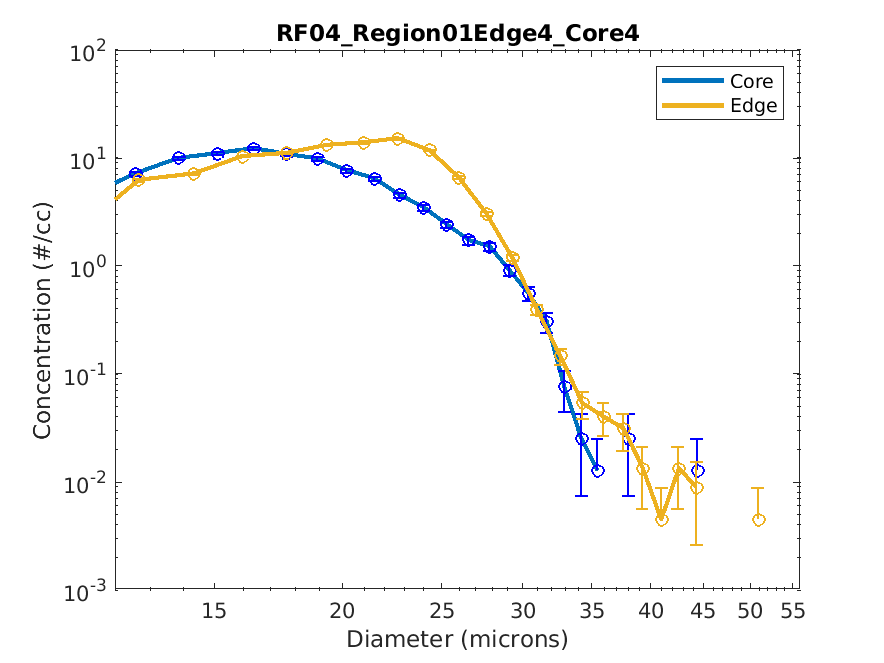 RF04_Region01Edge4_Core4
Core
Edge
Concentration (#/cc)
10^2
10^1
10^0
10^-1
10^-2
10^-3
15 20 25 30 35 40 45 50 55
Diameter (microns)